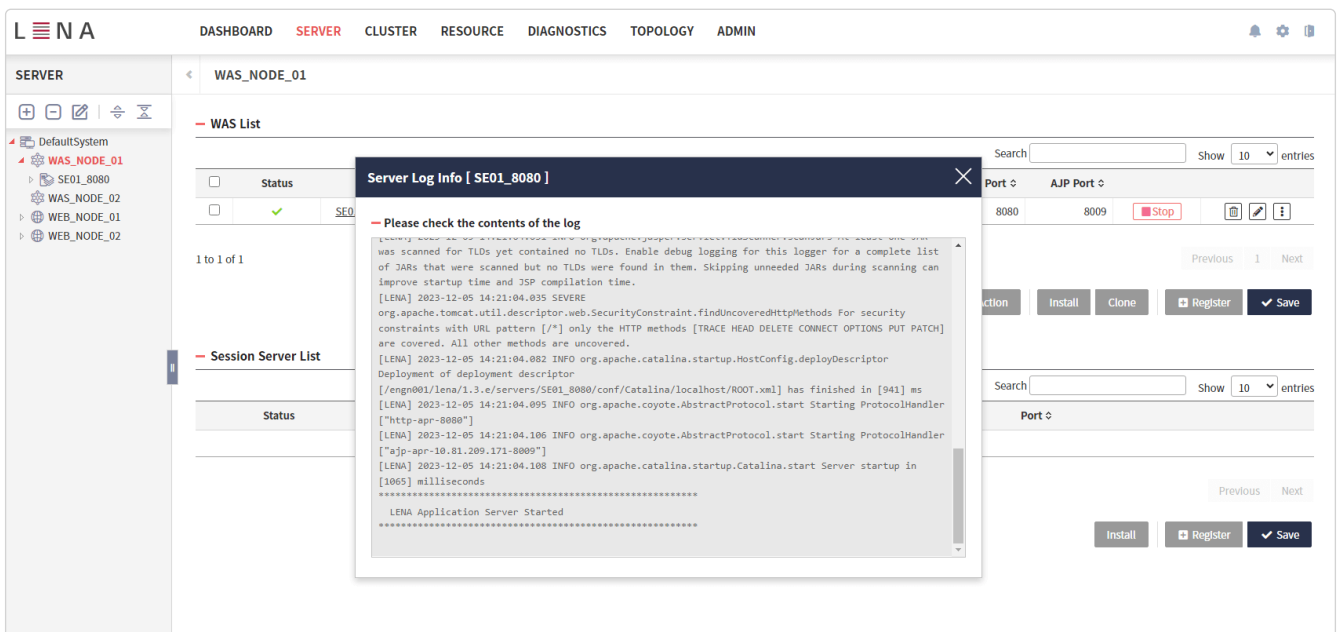 LENA
DASHBOARD SERVER CLUSTER RESOURCE DIAGNOSTICS TOPOLOGY ADMIN
SERVER
WAS_NODE_01
DefaultSystem
WAS_NODE_01
SE01_8080
WAS_NODE_02
WEB_NODE_01
WEB_NODE_02
WAS List
Search Show 10 entries
Status Port AJP Port
SE0 8080 8009 Stop
1 to 1 of 1
Previous 1 Next
ction Install Clone Register Save
Session Server List
Search Show 10 entries
Status Port
Previous Next
Install Register Save
Server Log Info [ SE01_8080 ]
Please check the contents of the log
was scanned for TLDs yet contained no TLDs. Enable debug logging for this logger for a complete list
of JARs that were scanned but no TLDs were found in them. Skipping unneeded JARs during scanning can
improve startup time and JSP compilation time.
[LENA] 2023-12-05 14:21:04.035 SEVERE
org.apache.tomcat.util.descriptor.web.SecurityConstraint.findUncoveredHttpMethods For security
constraints with URL pattern [/*] only the HTTP methods [TRACE HEAD DELETE CONNECT OPTIONS PUT PATCH]
are covered. All other methods are uncovered.
[LENA] 2023-12-05 14:21:04.082 INFO org.apache.catalina.startup.HostConfig.deployDescriptor
Deployment of deployment descriptor
[/engn001/lena/1.3.e/servers/SE01_8080/conf/Catalina/localhost/ROOT.xml] has finished in [941] ms
[LENA] 2023-12-05 14:21:04.095 INFO org.apache.coyote.AbstractProtocol.start Starting ProtocolHandler
["http-apr-8080"]
[LENA] 2023-12-05 14:21:04.106 INFO org.apache.coyote.AbstractProtocol.start Starting ProtocolHandler
["ajp-apr-10.81.209.171-8009"]
[LENA] 2023-12-05 14:21:04.108 INFO org.apache.catalina.startup.Catalina.start Server startup in
[1065] milliseconds
*********************************************************
LENA Application Server Started
*********************************************************